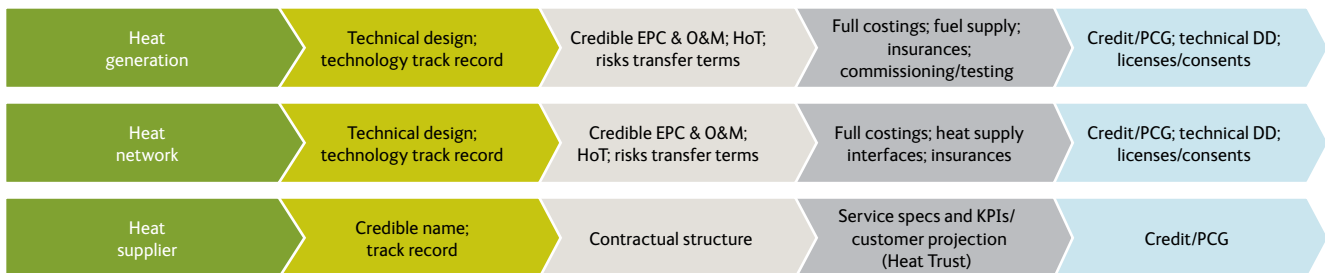 Heat
generation
Technical design;
technology track record
Credible EPC & O&M; HoT;
risks transfer terms
Full costings; fuel supply;
insurances;
commissioning/testing
Credit/PCG; technical DD;
licenses/consents
Heat
network
Technical design;
technology track record
Credible EPC & O&M;
HoT; risks transfer terms
Full costings; heat supply
interfaces; insurances
Credit/PCG; technical DD;
licenses/consents
Heat
supplier
Credible name;
track record
Contractual structure
Service specs and KPIs/
customer projection
(Heat Trust)
Credit/PCG